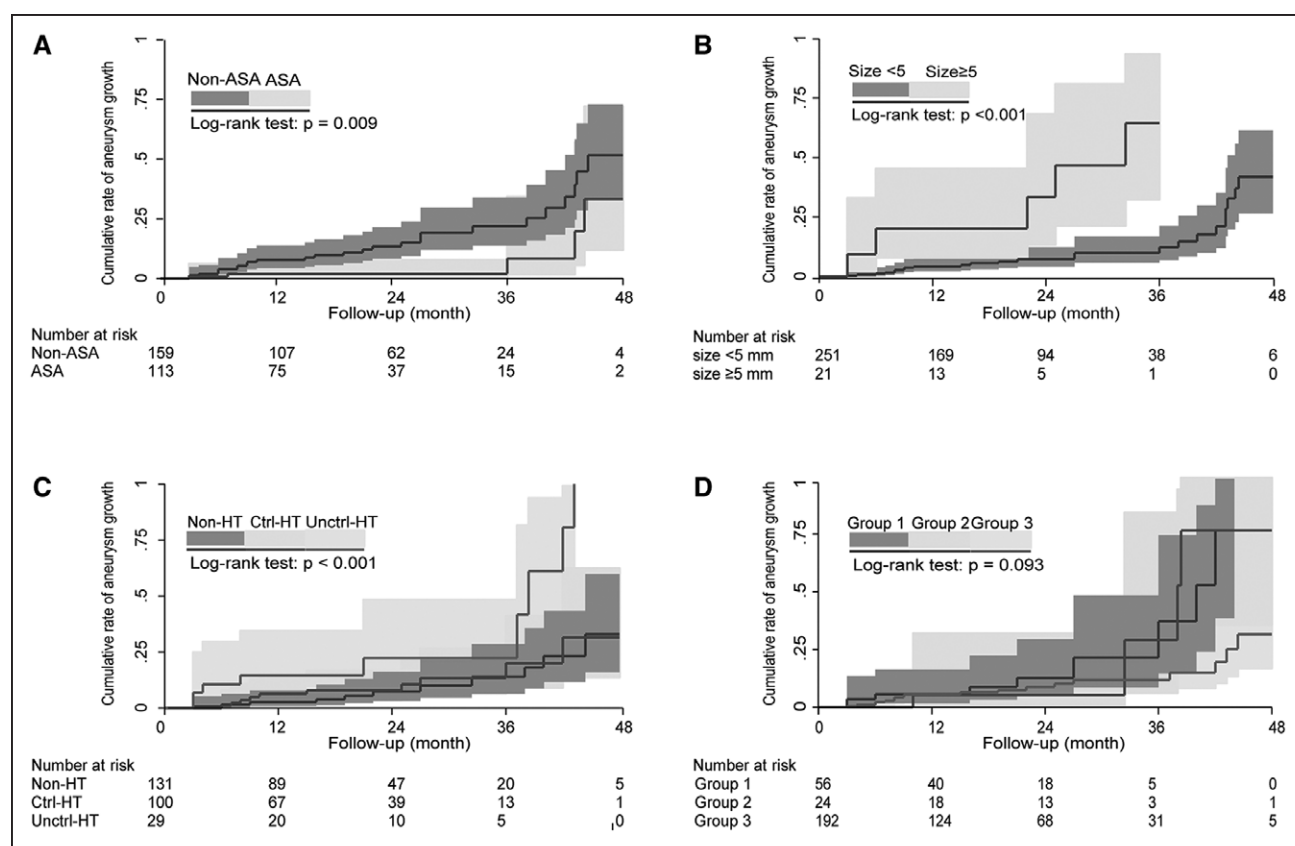 A
Cumulative rate of aneurysm growth
1
.75
.5
.25
0
Non-ASA ASA
Log-rank test: p = 0.009
0 12 24 36 48
Follow-up (month)
Number at risk
Non-ASA 159 107 62 24 4
ASA 113 75 37 15 2
B
Cumulative rate of aneurysm growth
1
.75
.5
.25
0
Size <5 Size≥5
Log-rank test: p <0.001
0 12 24 36 48
Follow-up (month)
Number at risk
size <5 mm 251 169 94 38 6
size ≥5 mm 21 13 5 1 0
C
Cumulative rate of aneurysm growth
1
.75
.5
.25
0
Non-HT Ctrl-HT Unctrl-HT
Log-rank test: p < 0.001
0 12 24 36 48
Follow-up (month)
Number at risk
Non-HT 131 89 47 20 5
Ctrl-HT 100 67 39 13 1
Unctrl-HT 29 20 10 5 0
D
Cumulative rate of aneurysm growth
1
.75
.5
.25
0
Group 1 Group 2 Group 3
Log-rank test: p = 0.093
0 12 24 36 48
Follow-up (month)
Number at risk
Group 1 56 40 18 5 0
Group 2 24 18 13 3 1
Group 3 192 124 68 31 5